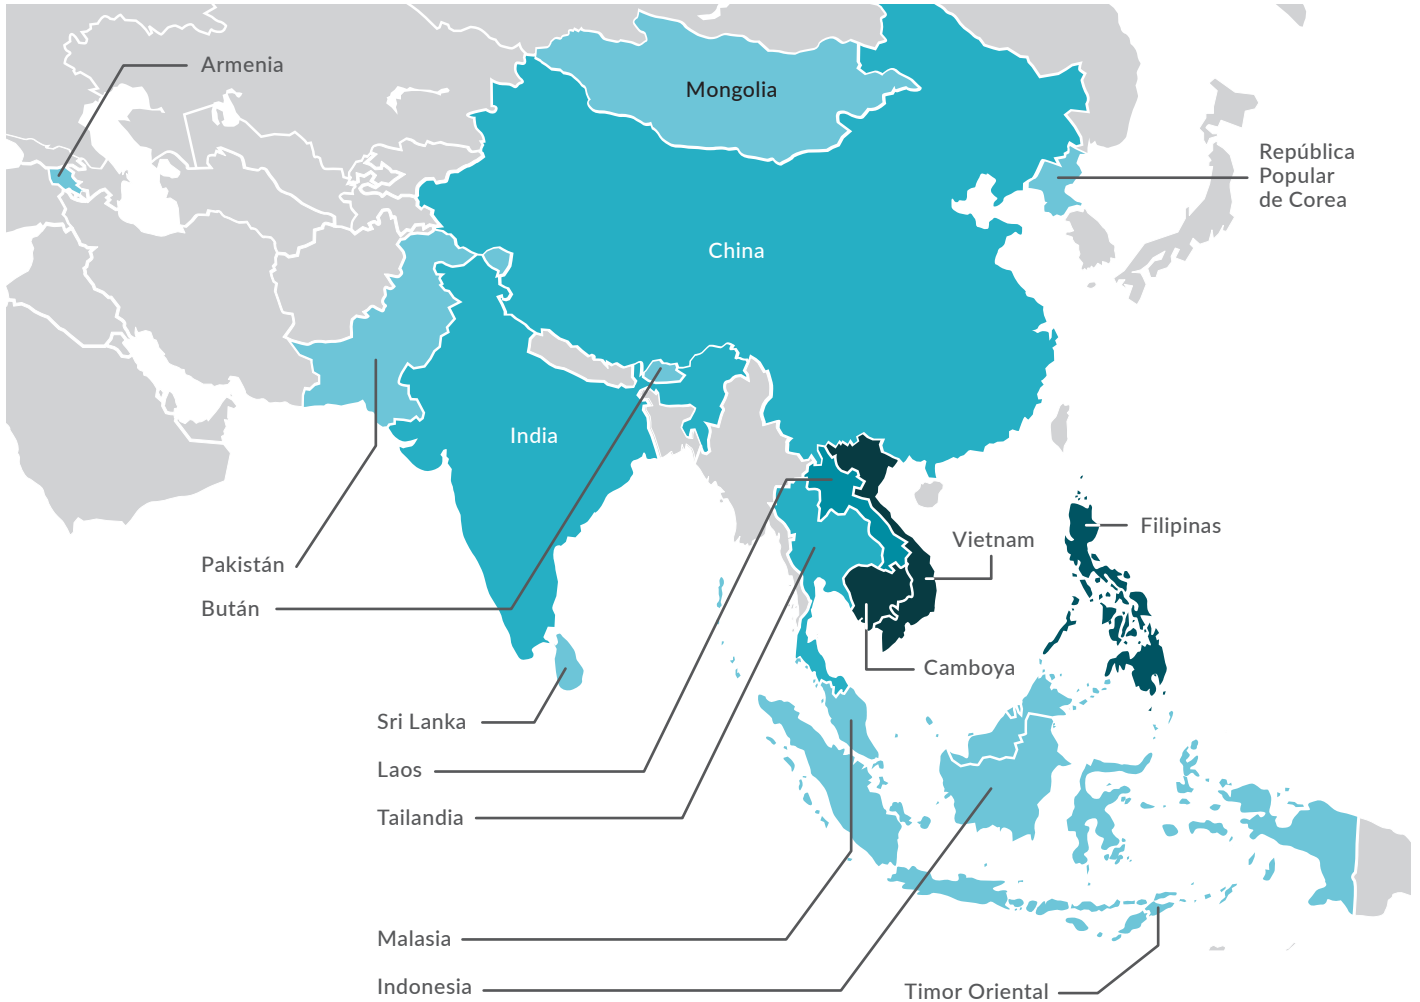 Armenia
Mongolia
República
Popular
de Corea
China
India
Filipinas
Vietnam
Pakistán
Bután
Camboya
Sri Lanka
Laos
Tailandia
Malasia
Indonesia
Timor Oriental